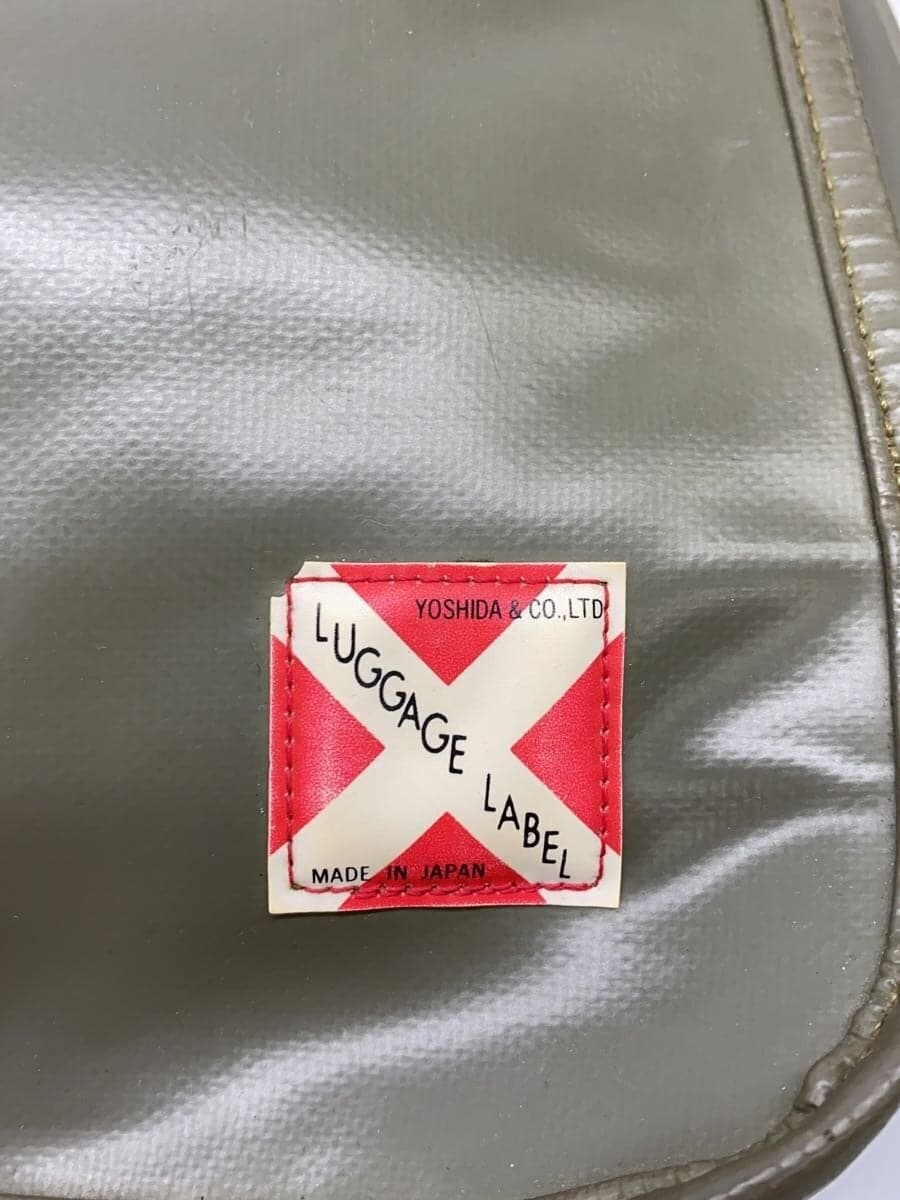 YOSHIDA & CO.,LTD
LUGGAGE LABEL
MADE IN JAPAN